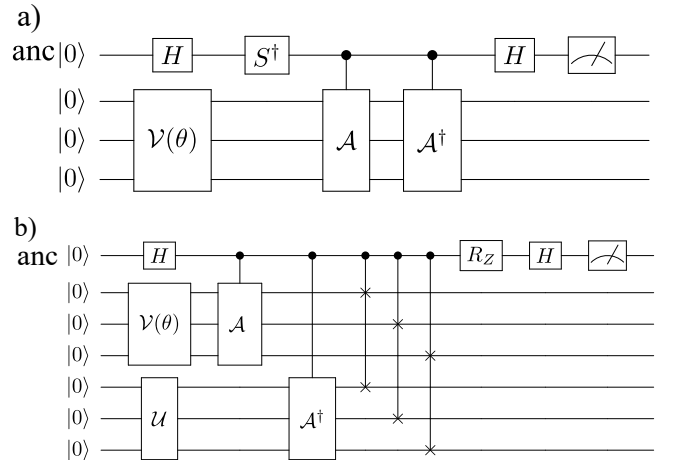 a)
anc |0⟩ H S† H
|0⟩
|0⟩ 𝒱(θ) 𝒜 𝒜†
|0⟩
b)
anc |0⟩ H R_Z H
|0⟩
|0⟩ 𝒱(θ) 𝒜
|0⟩
|0⟩
|0⟩ 𝒰 𝒜†
|0⟩